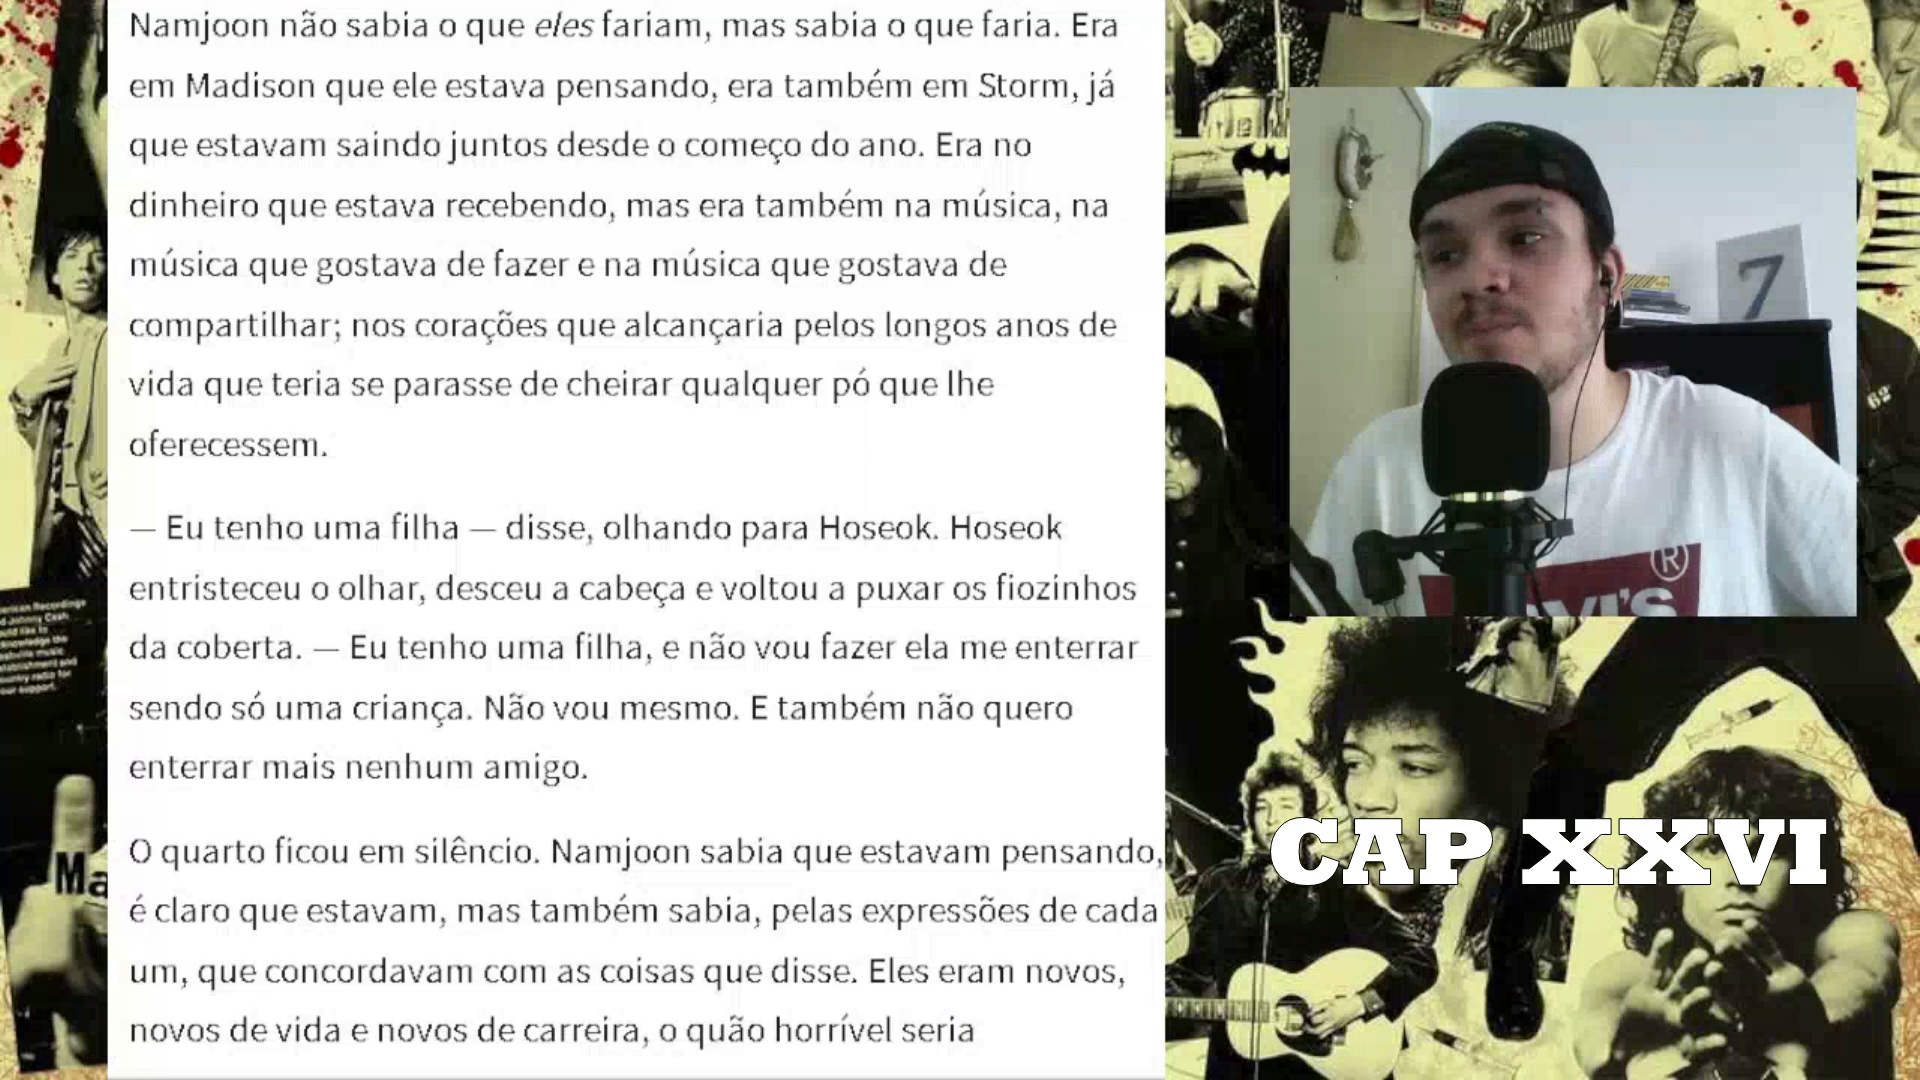 Namjoon não sabia o que eles fariam, mas sabia o que faria. Era
em Madison que ele estava pensando, era também em Storm, já
que estavam saindo juntos desde o começo do ano. Era no
dinheiro que estava recebendo, mas era também na música, na
música que gostava de fazer e na música que gostava de
compartilhar; nos corações que alcançaria pelos longos anos de
vida que teria se parasse de cheirar qualquer pó que lhe
oferecessem.
— Eu tenho uma filha — disse, olhando para Hoseok. Hoseok
entristeceu o olhar, desceu a cabeça e voltou a puxar os fiozinhos
da coberta. — Eu tenho uma filha, e não vou fazer ela me enterrar
sendo só uma criança. Não vou mesmo. E também não quero
enterrar mais nenhum amigo.
O quarto ficou em silêncio. Namjoon sabia que estavam pensando,
é claro que estavam, mas também sabia, pelas expressões de cada
um, que concordavam com as coisas que disse. Eles eram novos,
novos de vida e novos de carreira, o quão horrível seria
7
®
CAP XXVI
Ma